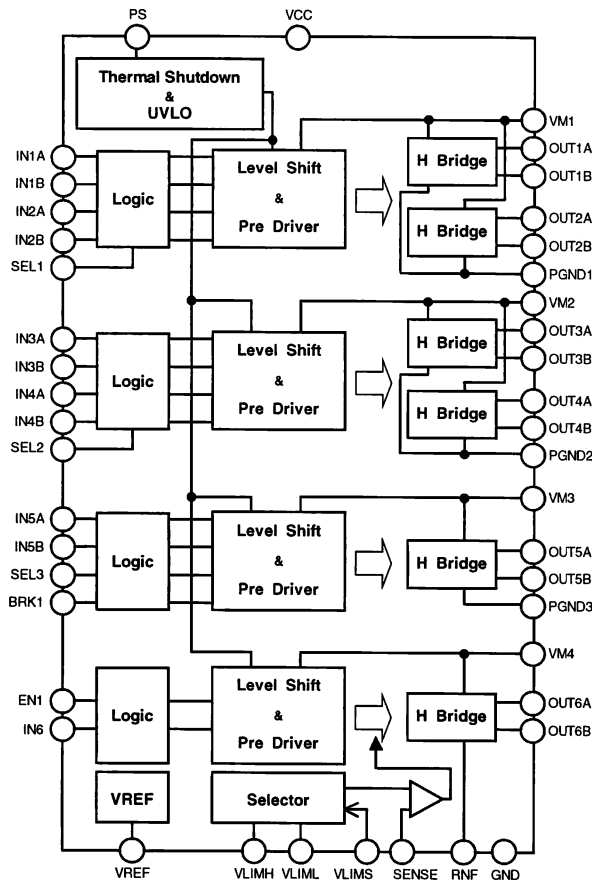 PS
VCC
Thermal Shutdown
&
UVLO
VM1
IN1A
IN1B
IN2A
IN2B
SEL1
Logic
Level Shift
&
Pre Driver
H Bridge
H Bridge
OUT1A
OUT1B
OUT2A
OUT2B
PGND1
VM2
IN3A
IN3B
IN4A
IN4B
SEL2
Logic
Level Shift
&
Pre Driver
H Bridge
H Bridge
OUT3A
OUT3B
OUT4A
OUT4B
PGND2
VM3
IN5A
IN5B
SEL3
BRK1
Logic
Level Shift
&
Pre Driver
H Bridge
OUT5A
OUT5B
PGND3
VM4
EN1
IN6
Logic
Level Shift
&
Pre Driver
H Bridge
OUT6A
OUT6B
VREF
Selector
VREF
VLIMH
VLIML
VLIMS
SENSE
RNF
GND